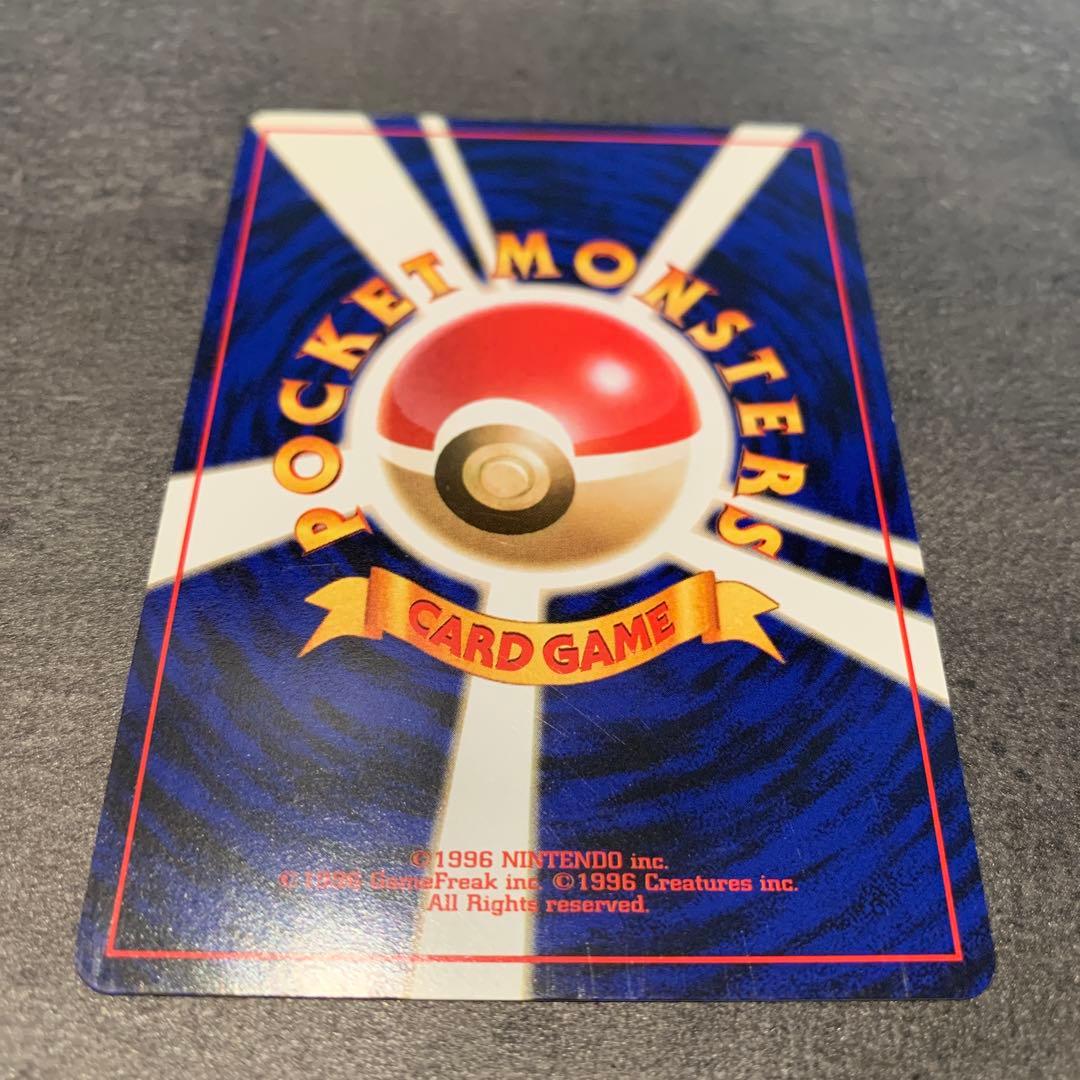 POCKET MONSTERS
CARD GAME
©1996 NINTENDO inc.
©1996 GameFreak inc. ©1996 Creatures inc.
All Rights reserved.